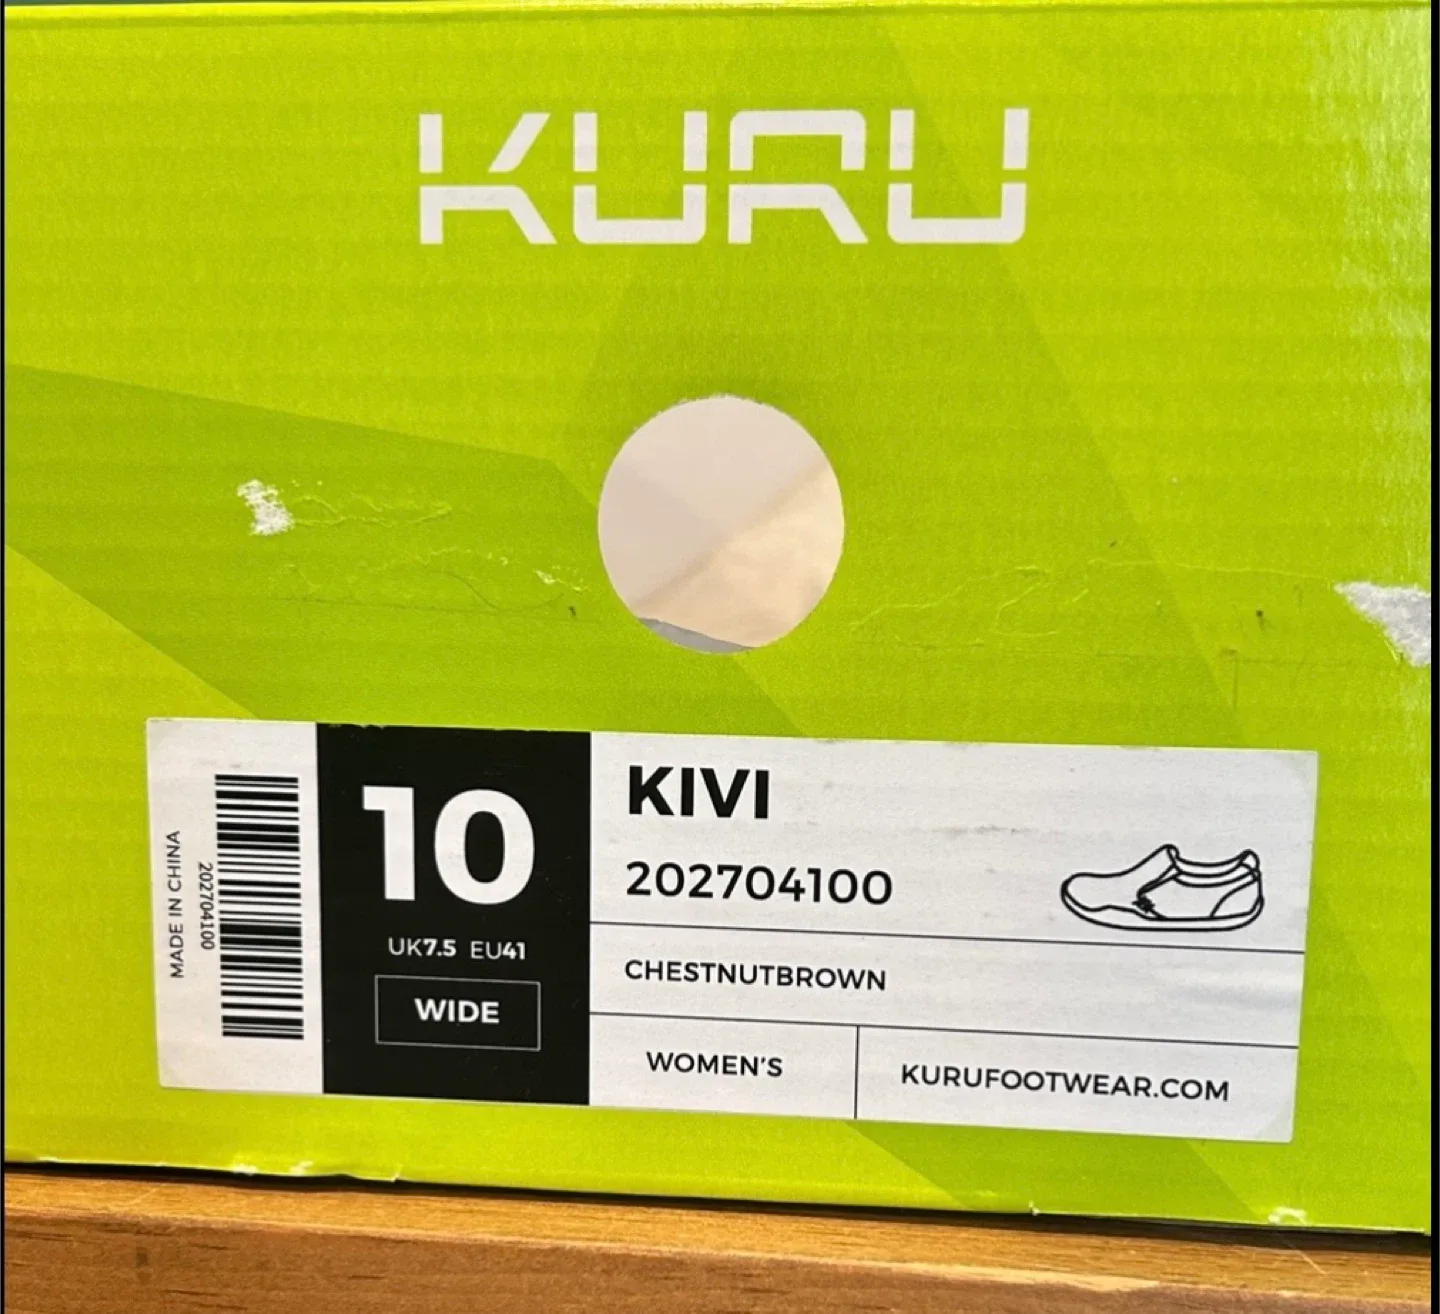 KURU
MADE IN CHINA
202704100
10
UK7.5 EU41
WIDE
KIVI
202704100
CHESTNUTBROWN
WOMEN'S
KURUFOOTWEAR.COM